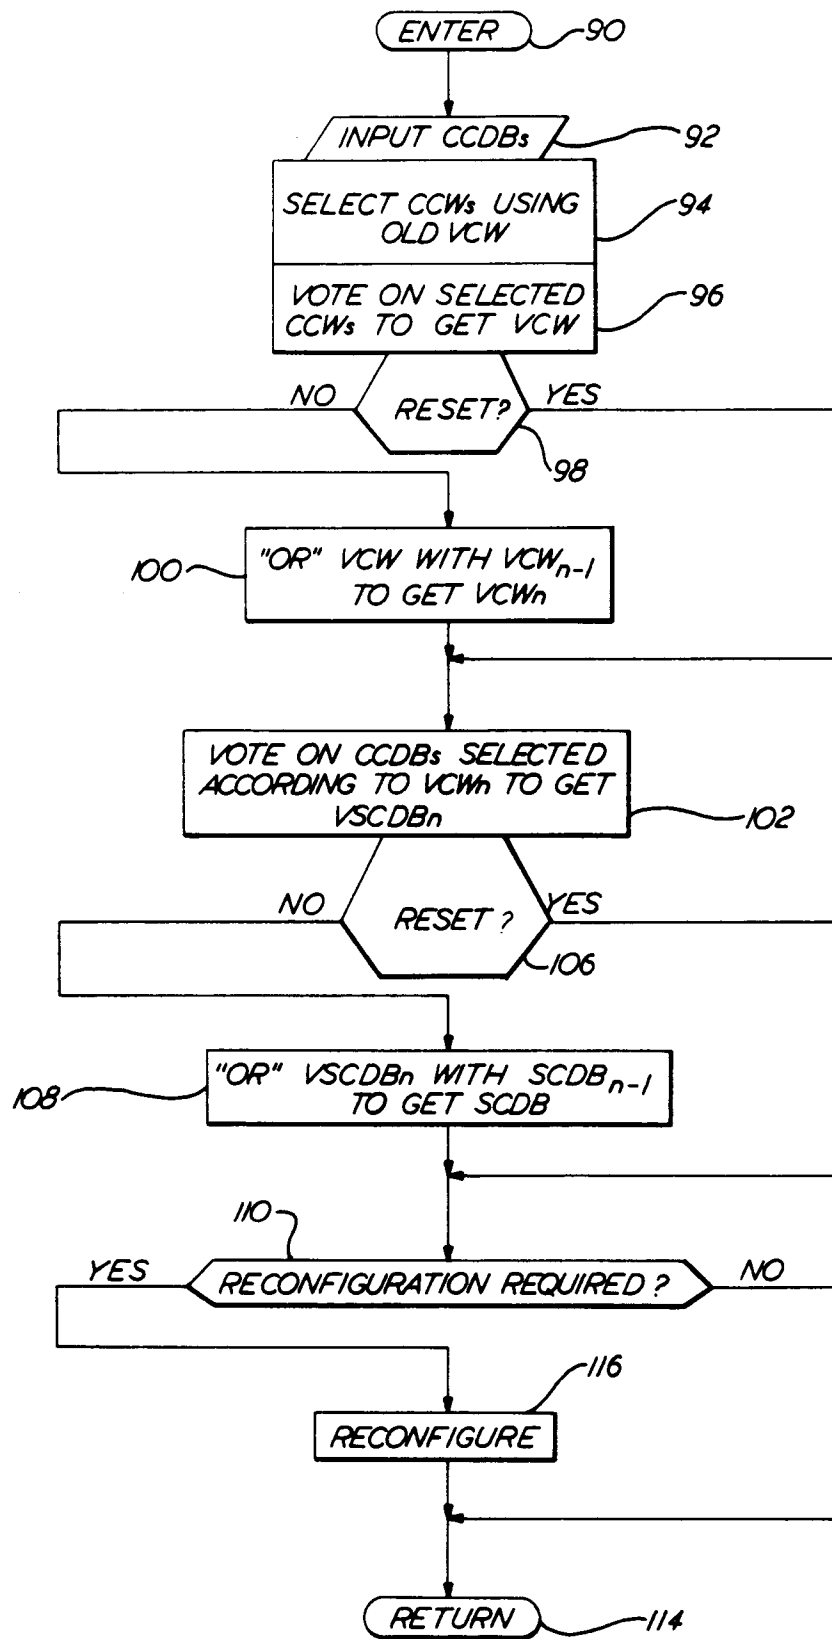 ENTER 90
INPUT CCDBs 92
SELECT CCWs USING 94
OLD VCW
VOTE ON SELECTED 96
CCWs TO GET VCW
NO RESET? YES
98
100 "OR" VCW WITH VCWn-1
TO GET VCWn
VOTE ON CCDBs SELECTED
ACCORDING TO VCWn TO GET
VSCDBn 102
NO RESET? YES
106
108 "OR" VSCDBn WITH SCDBn-1
TO GET SCDB
110
YES RECONFIGURATION REQUIRED? NO
116
RECONFIGURE
RETURN 114